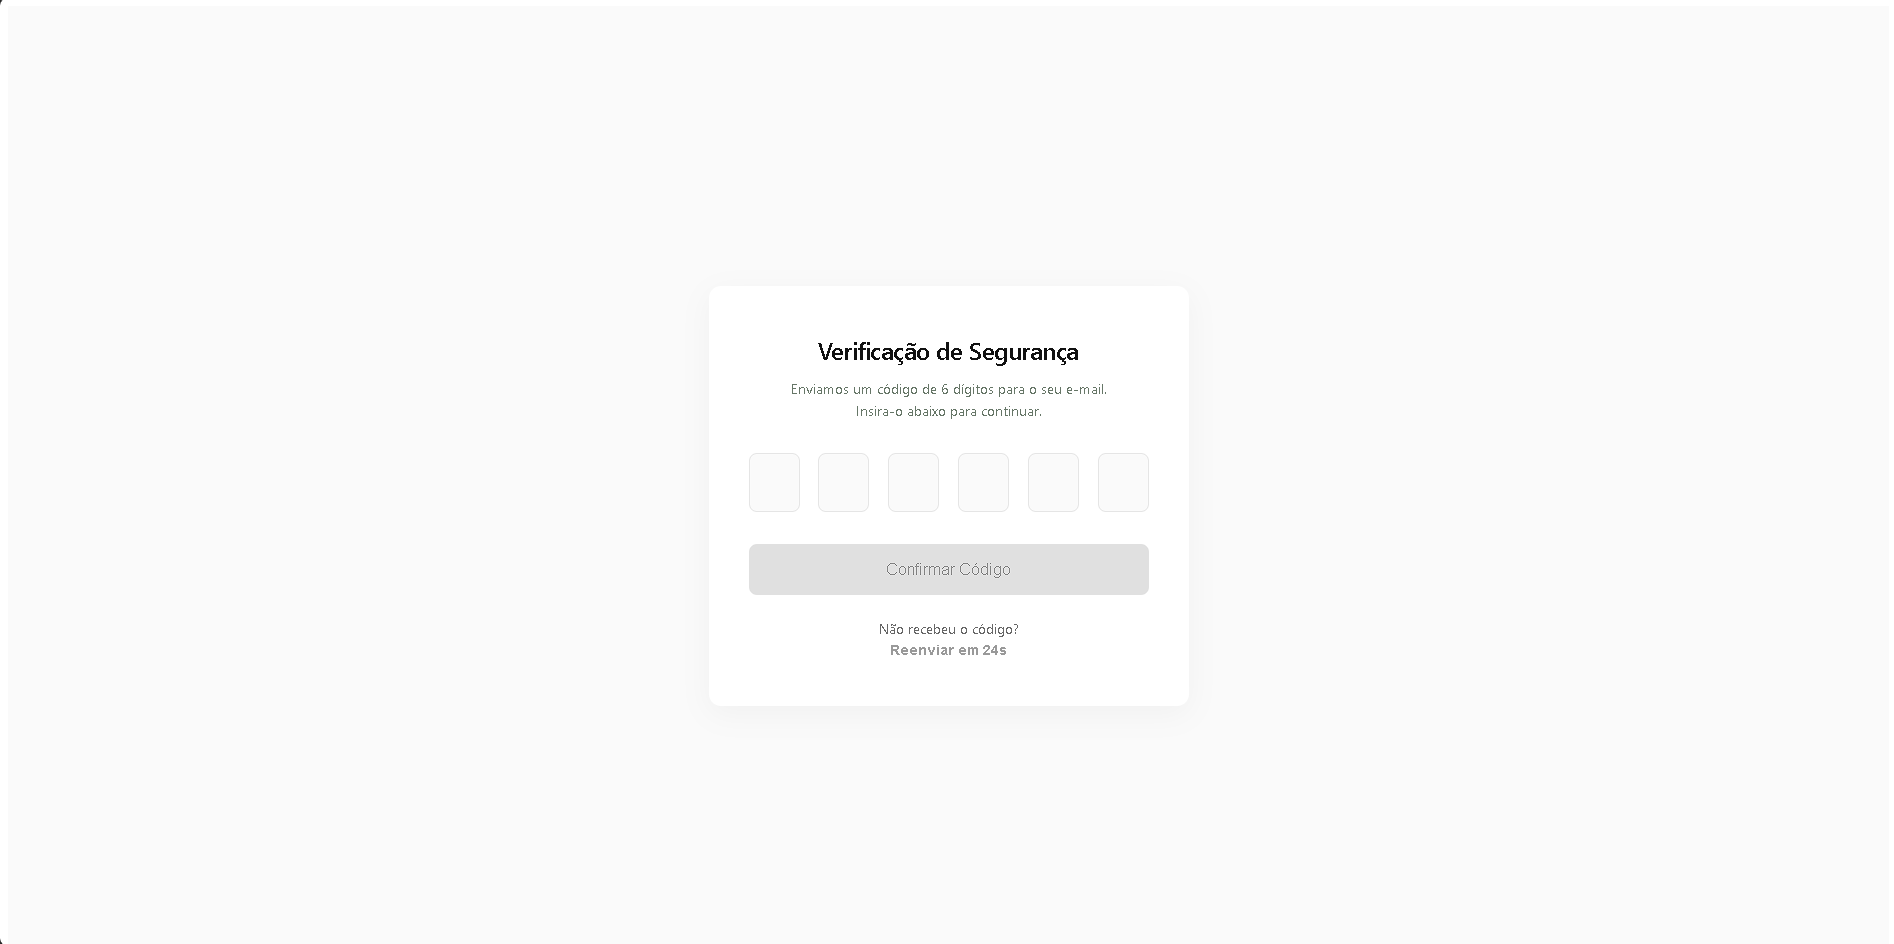 Verificação de Segurança
Enviamos um código de 6 dígitos para o seu e-mail.
Insira-o abaixo para continuar.
Confirmar Código
Não recebeu o código?
Reenviar em 24s